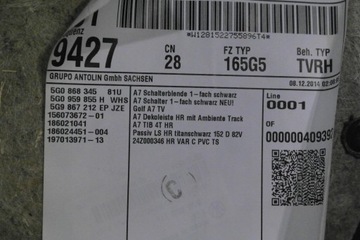 *W1281522755896T4*
9427
CN
28
FZ TYP
165G5
Beh. TYP
TVRH
GRUPO ANTOLIN GmbH SACHSEN
08.12.2014
5G0 868 345 81U A7 Schalterblende 1-fach schwarz
5G0 959 855 H WHS A7 Schalter 1-fach schwarz NEU!
5G9 867 212 EP JZE Golf A7 TV
156073672-01 A7 Dekoleiste HR mit Ambiente Track
186021041 A7 TIB 4T HR
186024451-004 Passiv LS HR titanschwarz 152 D 82V
197013971-13 24Z000346 HR VAR C PVC TS
Line
0001
OF
C